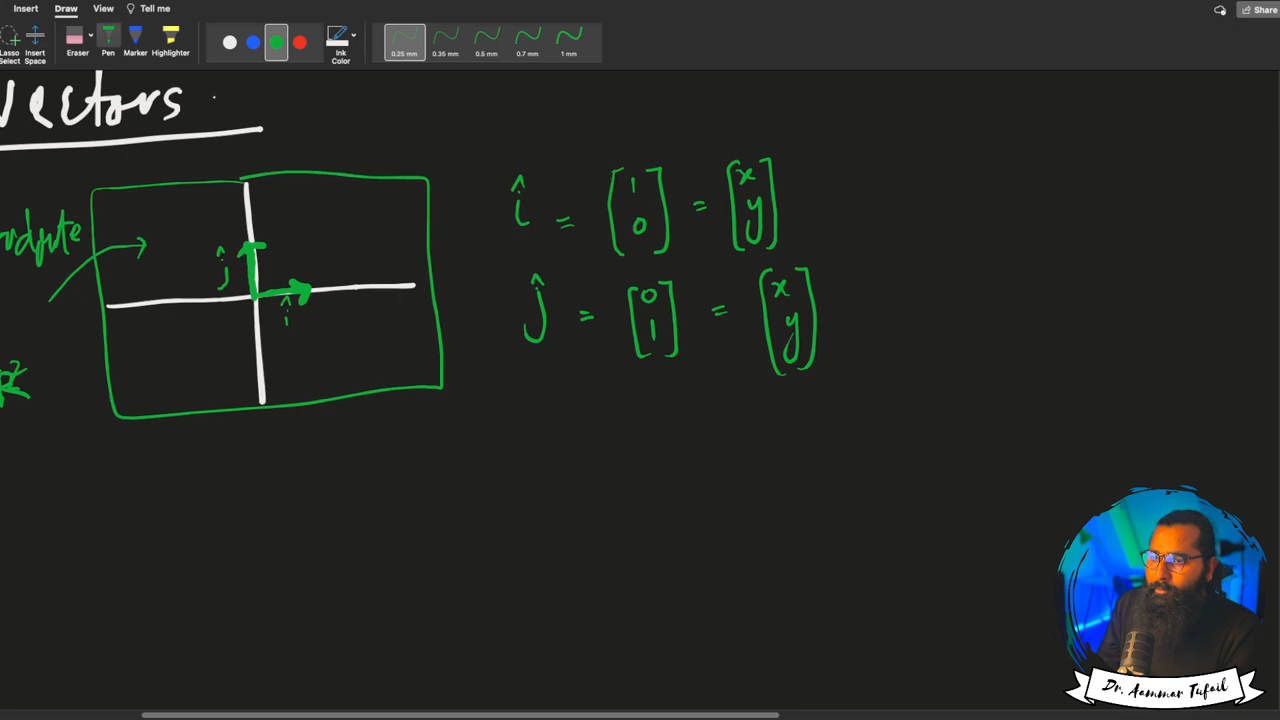 Insert Draw View Tell me
Share
Lasso Select Insert Space Eraser Pen Marker Highlighter Ink Color 0.25 mm 0.35 mm 0.5 mm 0.7 mm 1 mm
Vectors
î = [1 0] = [x y]
ĵ
î
ĵ = [0 1] = [x y]
R²
Dr. Aammar Tufail